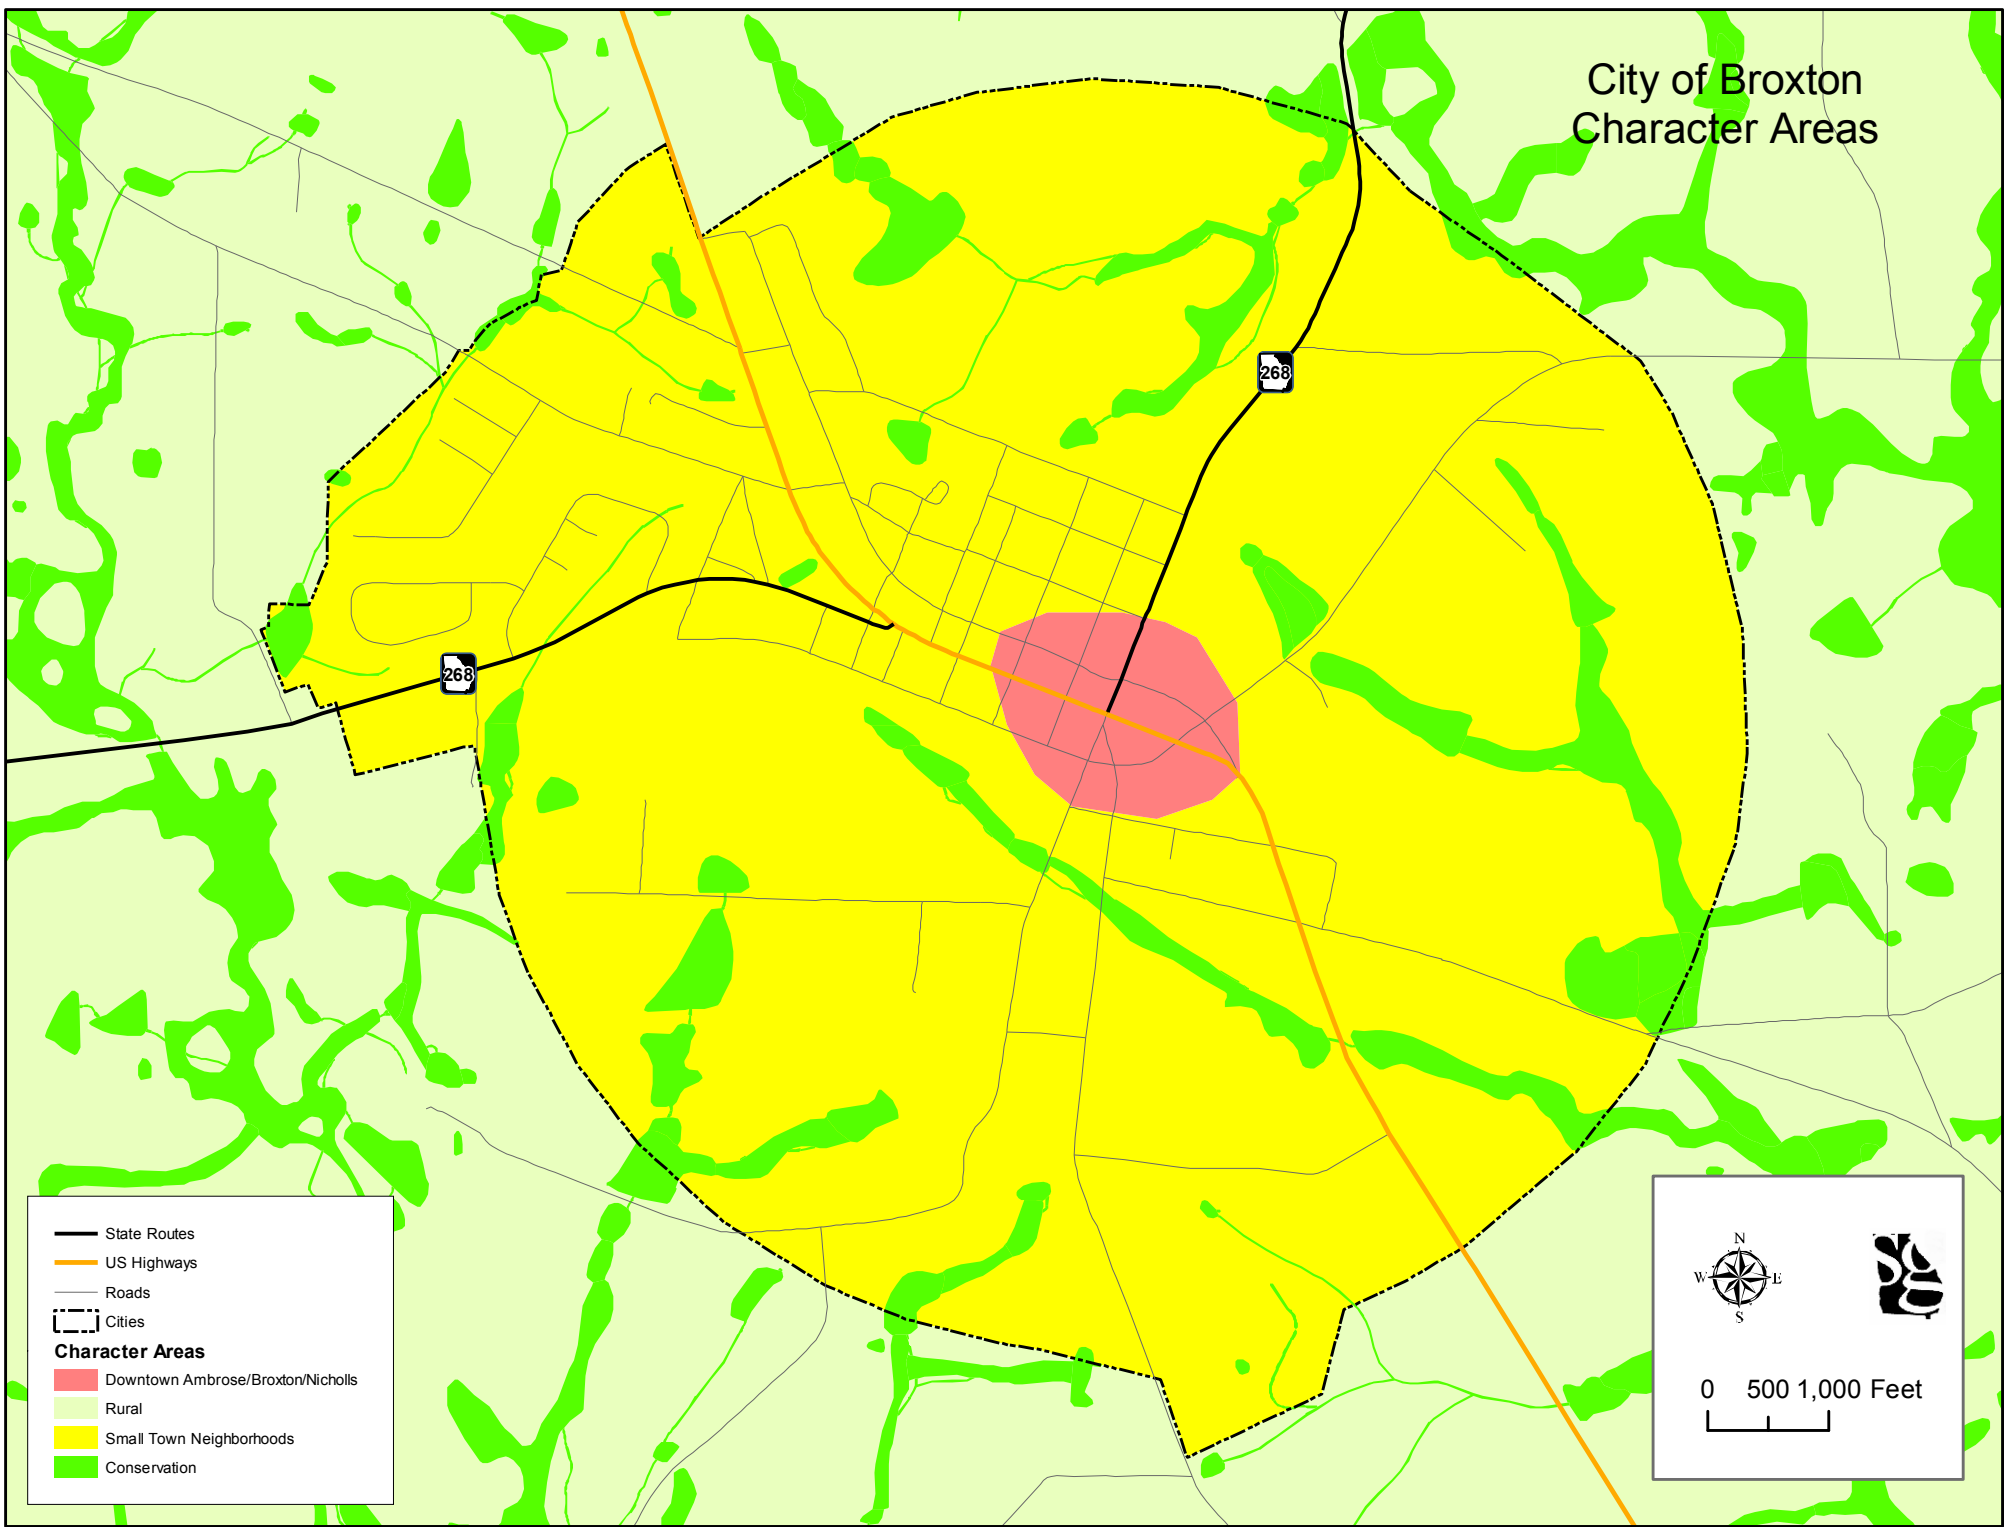 City of Broxton
Character Areas
268
268
State Routes
US Highways
Roads
Cities
Character Areas
Downtown Ambrose/Broxton/Nicholls
Rural
Small Town Neighborhoods
Conservation
N
W E
S
0 500 1,000 Feet